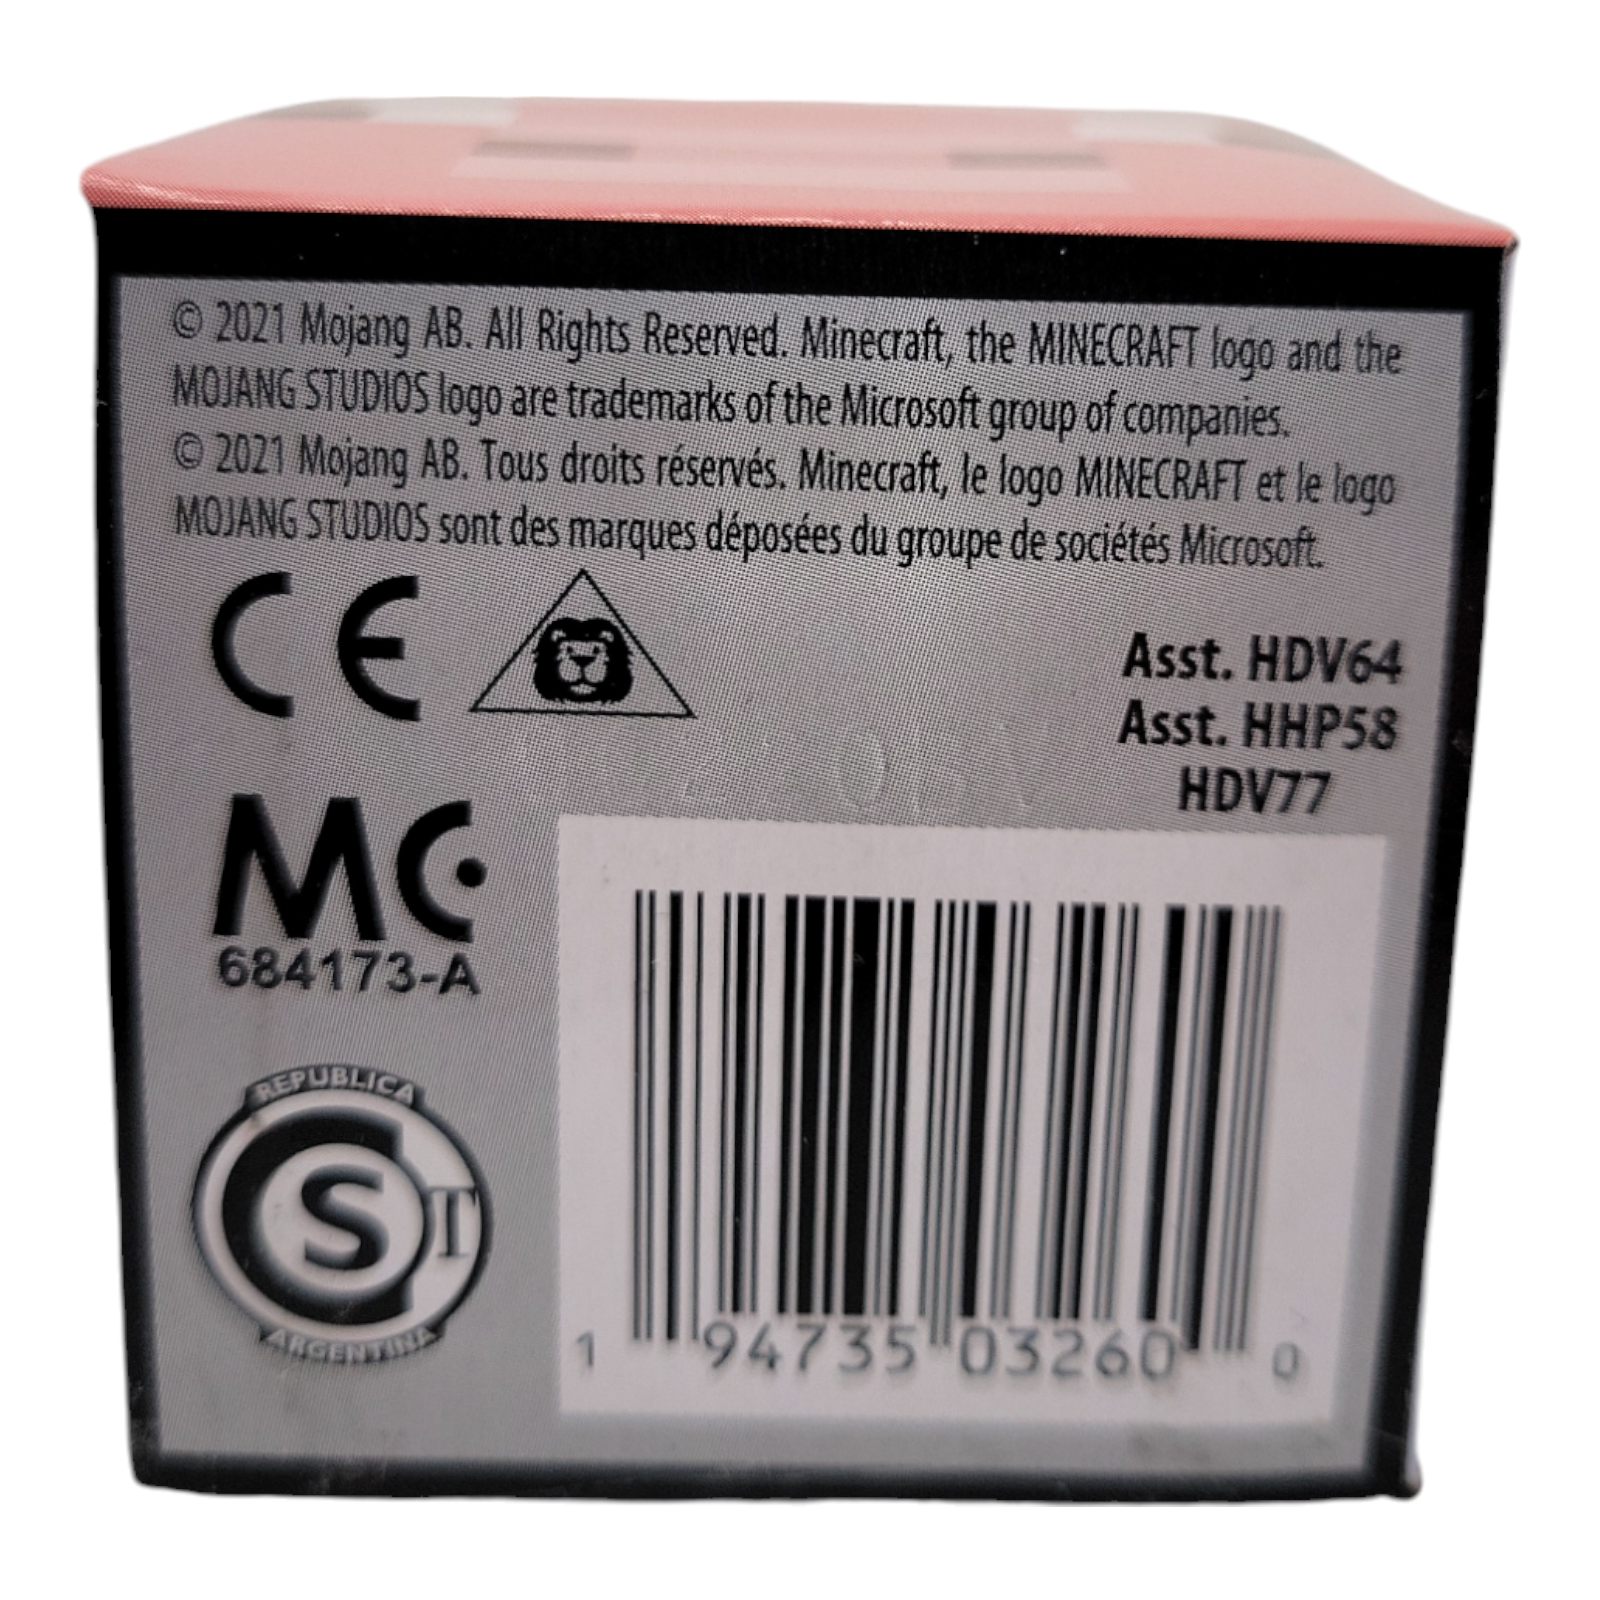 © 2021 Mojang AB. All Rights Reserved. Minecraft, the MINECRAFT logo and the
MOJANG STUDIOS logo are trademarks of the Microsoft group of companies.
© 2021 Mojang AB. Tous droits réservés. Minecraft, le logo MINECRAFT et le logo
MOJANG STUDIOS sont des marques déposées du groupe de sociétés Microsoft.
CE
Asst. HDV64
Asst. HHP58
HDV77
MC
684173-A
REPUBLICA
S T
ARGENTINA
1 94735 03260 0